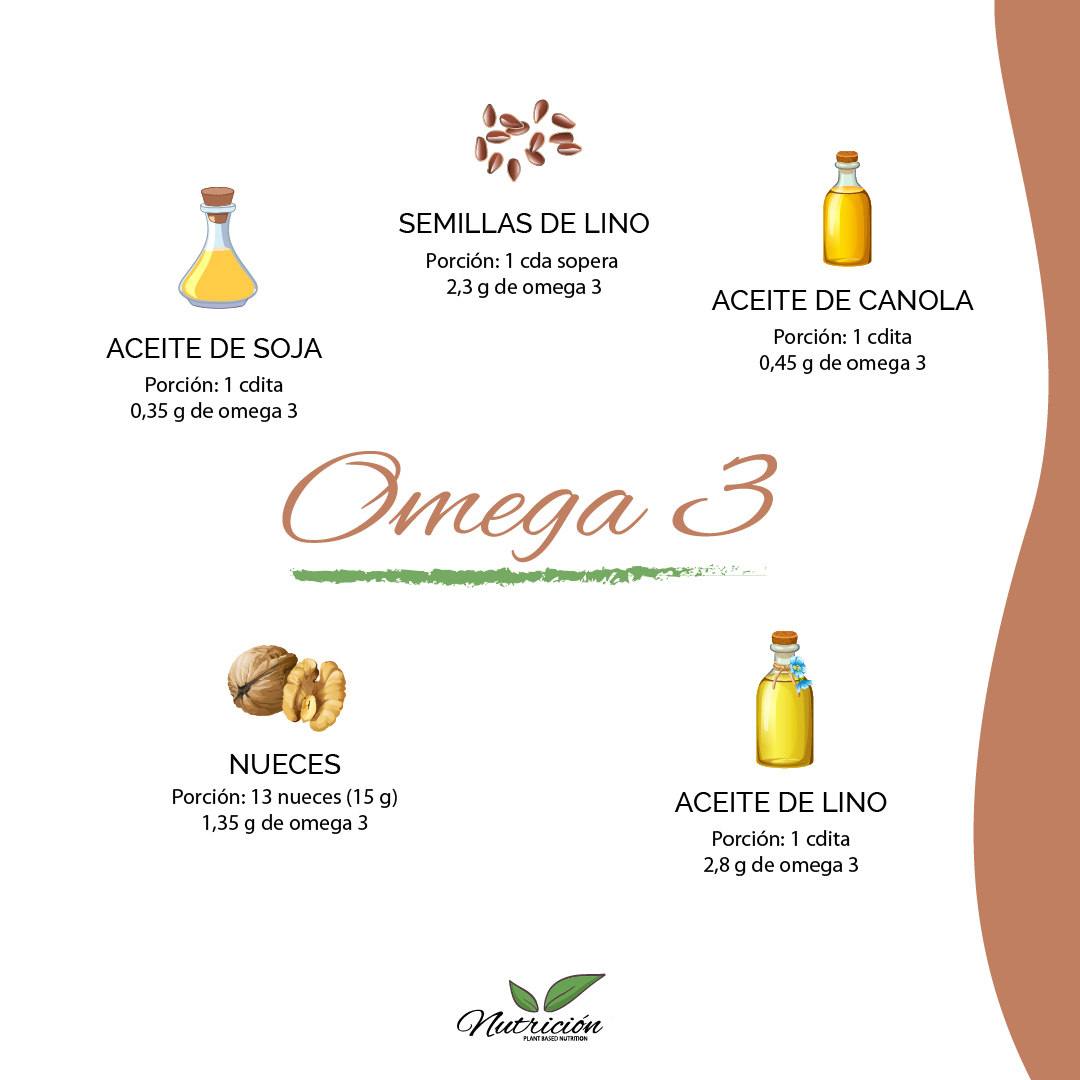 SEMILLAS DE LINO
Porción: 1 cda sopera
2,3 g de omega 3
ACEITE DE CANOLA
Porción: 1 cdita
0,45 g de omega 3
ACEITE DE SOJA
Porción: 1 cdita
0,35 g de omega 3
Omega 3
NUECES
Porción: 13 nueces (15 g)
1,35 g de omega 3
ACEITE DE LINO
Porción: 1 cdita
2,8 g de omega 3
Nutrición
PLANT BASED NUTRITION